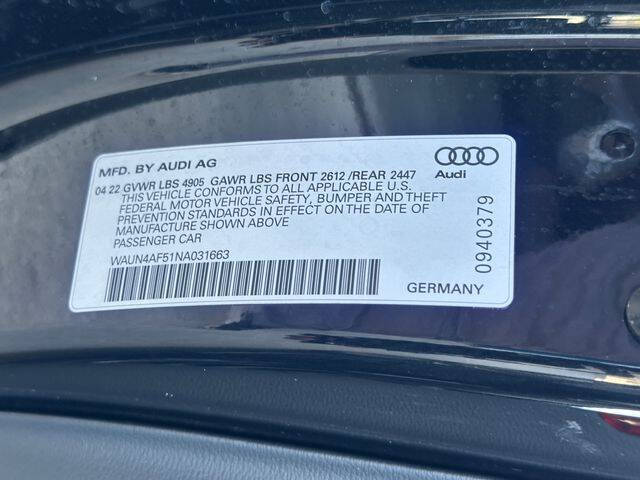 MFD. BY AUDI AG
Audi
04 22 GVWR LBS 4905 GAWR LBS FRONT 2612 /REAR 2447
THIS VEHICLE CONFORMS TO ALL APPLICABLE U.S.
FEDERAL MOTOR VEHICLE SAFETY, BUMPER AND THEFT
PREVENTION STANDARDS IN EFFECT ON THE DATE OF
MANUFACTURE SHOWN ABOVE
PASSENGER CAR
WAUN4AF51NA031663
GERMANY
0940379